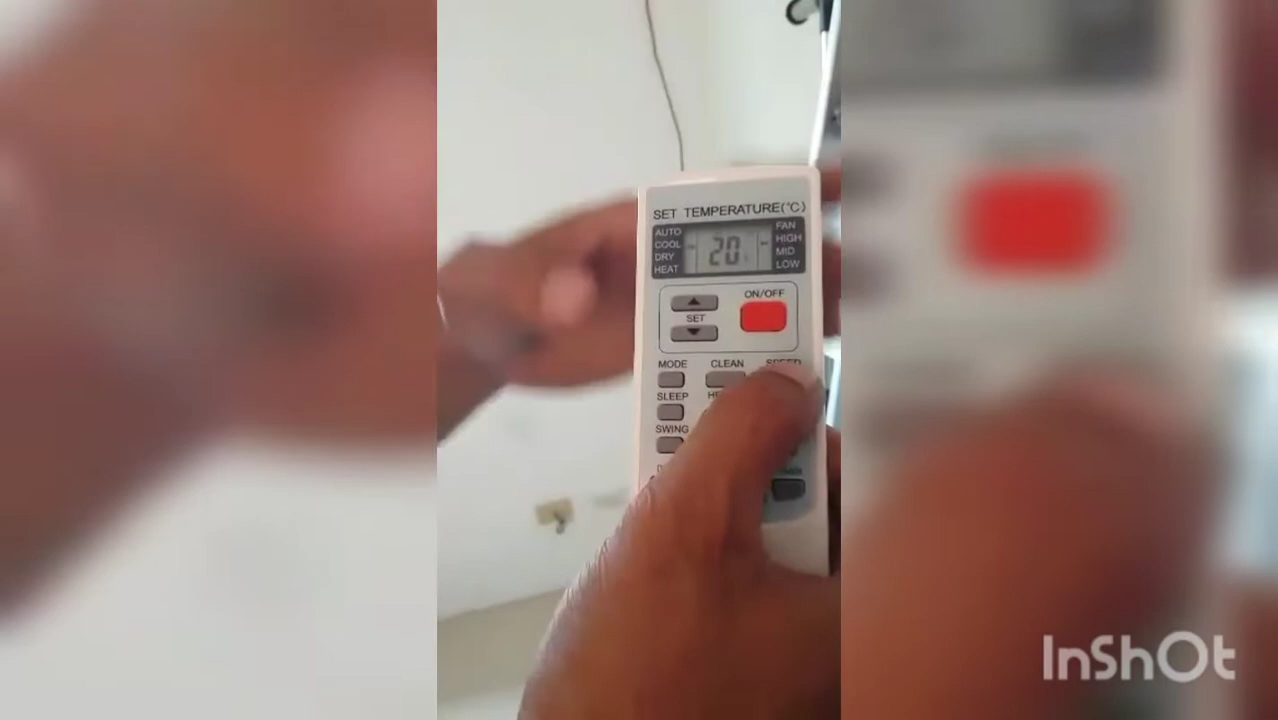 SET TEMPERATURE(°C)
AUTO
COOL
DRY
HEAT
20
FAN
HIGH
MID
LOW
SET
ON/OFF
MODE
CLEAN
SPEED
SLEEP
SWING
InShOt